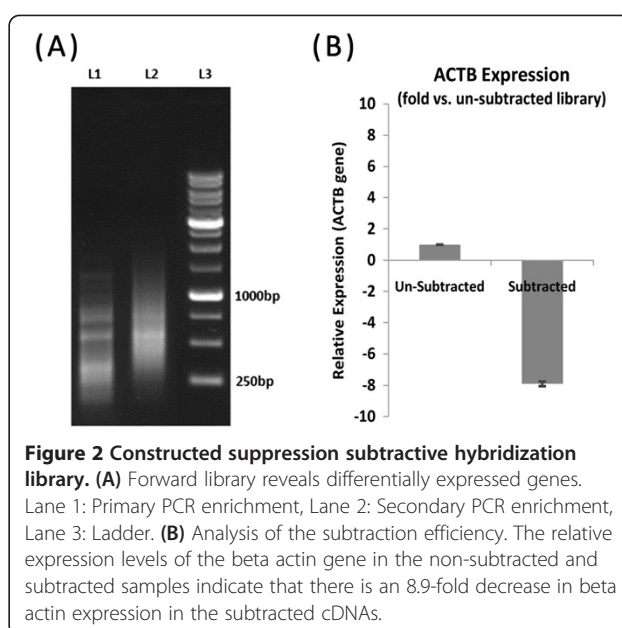 (A)
L1 L2 L3
1000bp
250bp
(B)
ACTB Expression
(fold vs. un-subtracted library)
Relative Expression (ACTB gene)
10
8
6
4
2
0
-2
-4
-6
-8
-10
Un-Subtracted Subtracted
Figure 2 Constructed suppression subtractive hybridization
library. (A) Forward library reveals differentially expressed genes.
Lane 1: Primary PCR enrichment, Lane 2: Secondary PCR enrichment,
Lane 3: Ladder. (B) Analysis of the subtraction efficiency. The relative
expression levels of the beta actin gene in the non-subtracted and
subtracted samples indicate that there is an 8.9-fold decrease in beta
actin expression in the subtracted cDNAs.